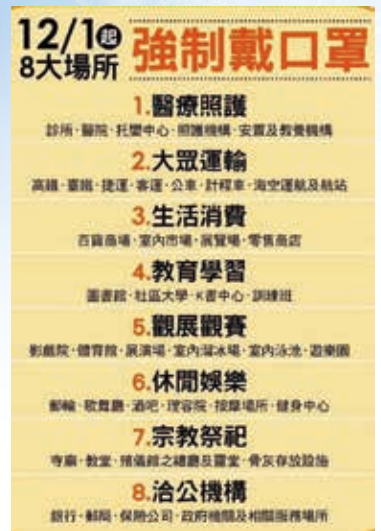 12/1起
8大場所
強制戴口罩
1.醫療照護
診所·醫院·托嬰中心·照護機構·安置及教養機構
2.大眾運輸
高鐵·臺鐵·捷運·客運·公車·計程車·海空運航及航站
3.生活消費
百貨商場·室內市場·展覽場·零售商店
4.教育學習
圖書館·社區大學·K書中心·訓練班
5.觀展觀賽
影戲院·體育館·展演場·室內溜冰場·室內泳池·遊樂園
6.休閒娛樂
郵輪·歌舞廳·酒吧·理容院·按摩場所·健身中心
7.宗教祭祀
寺廟·教堂·殯儀館之禮廳及靈堂·骨灰存放設施
8.洽公機構
銀行·郵局·保險公司·政府機關及相關服務場所